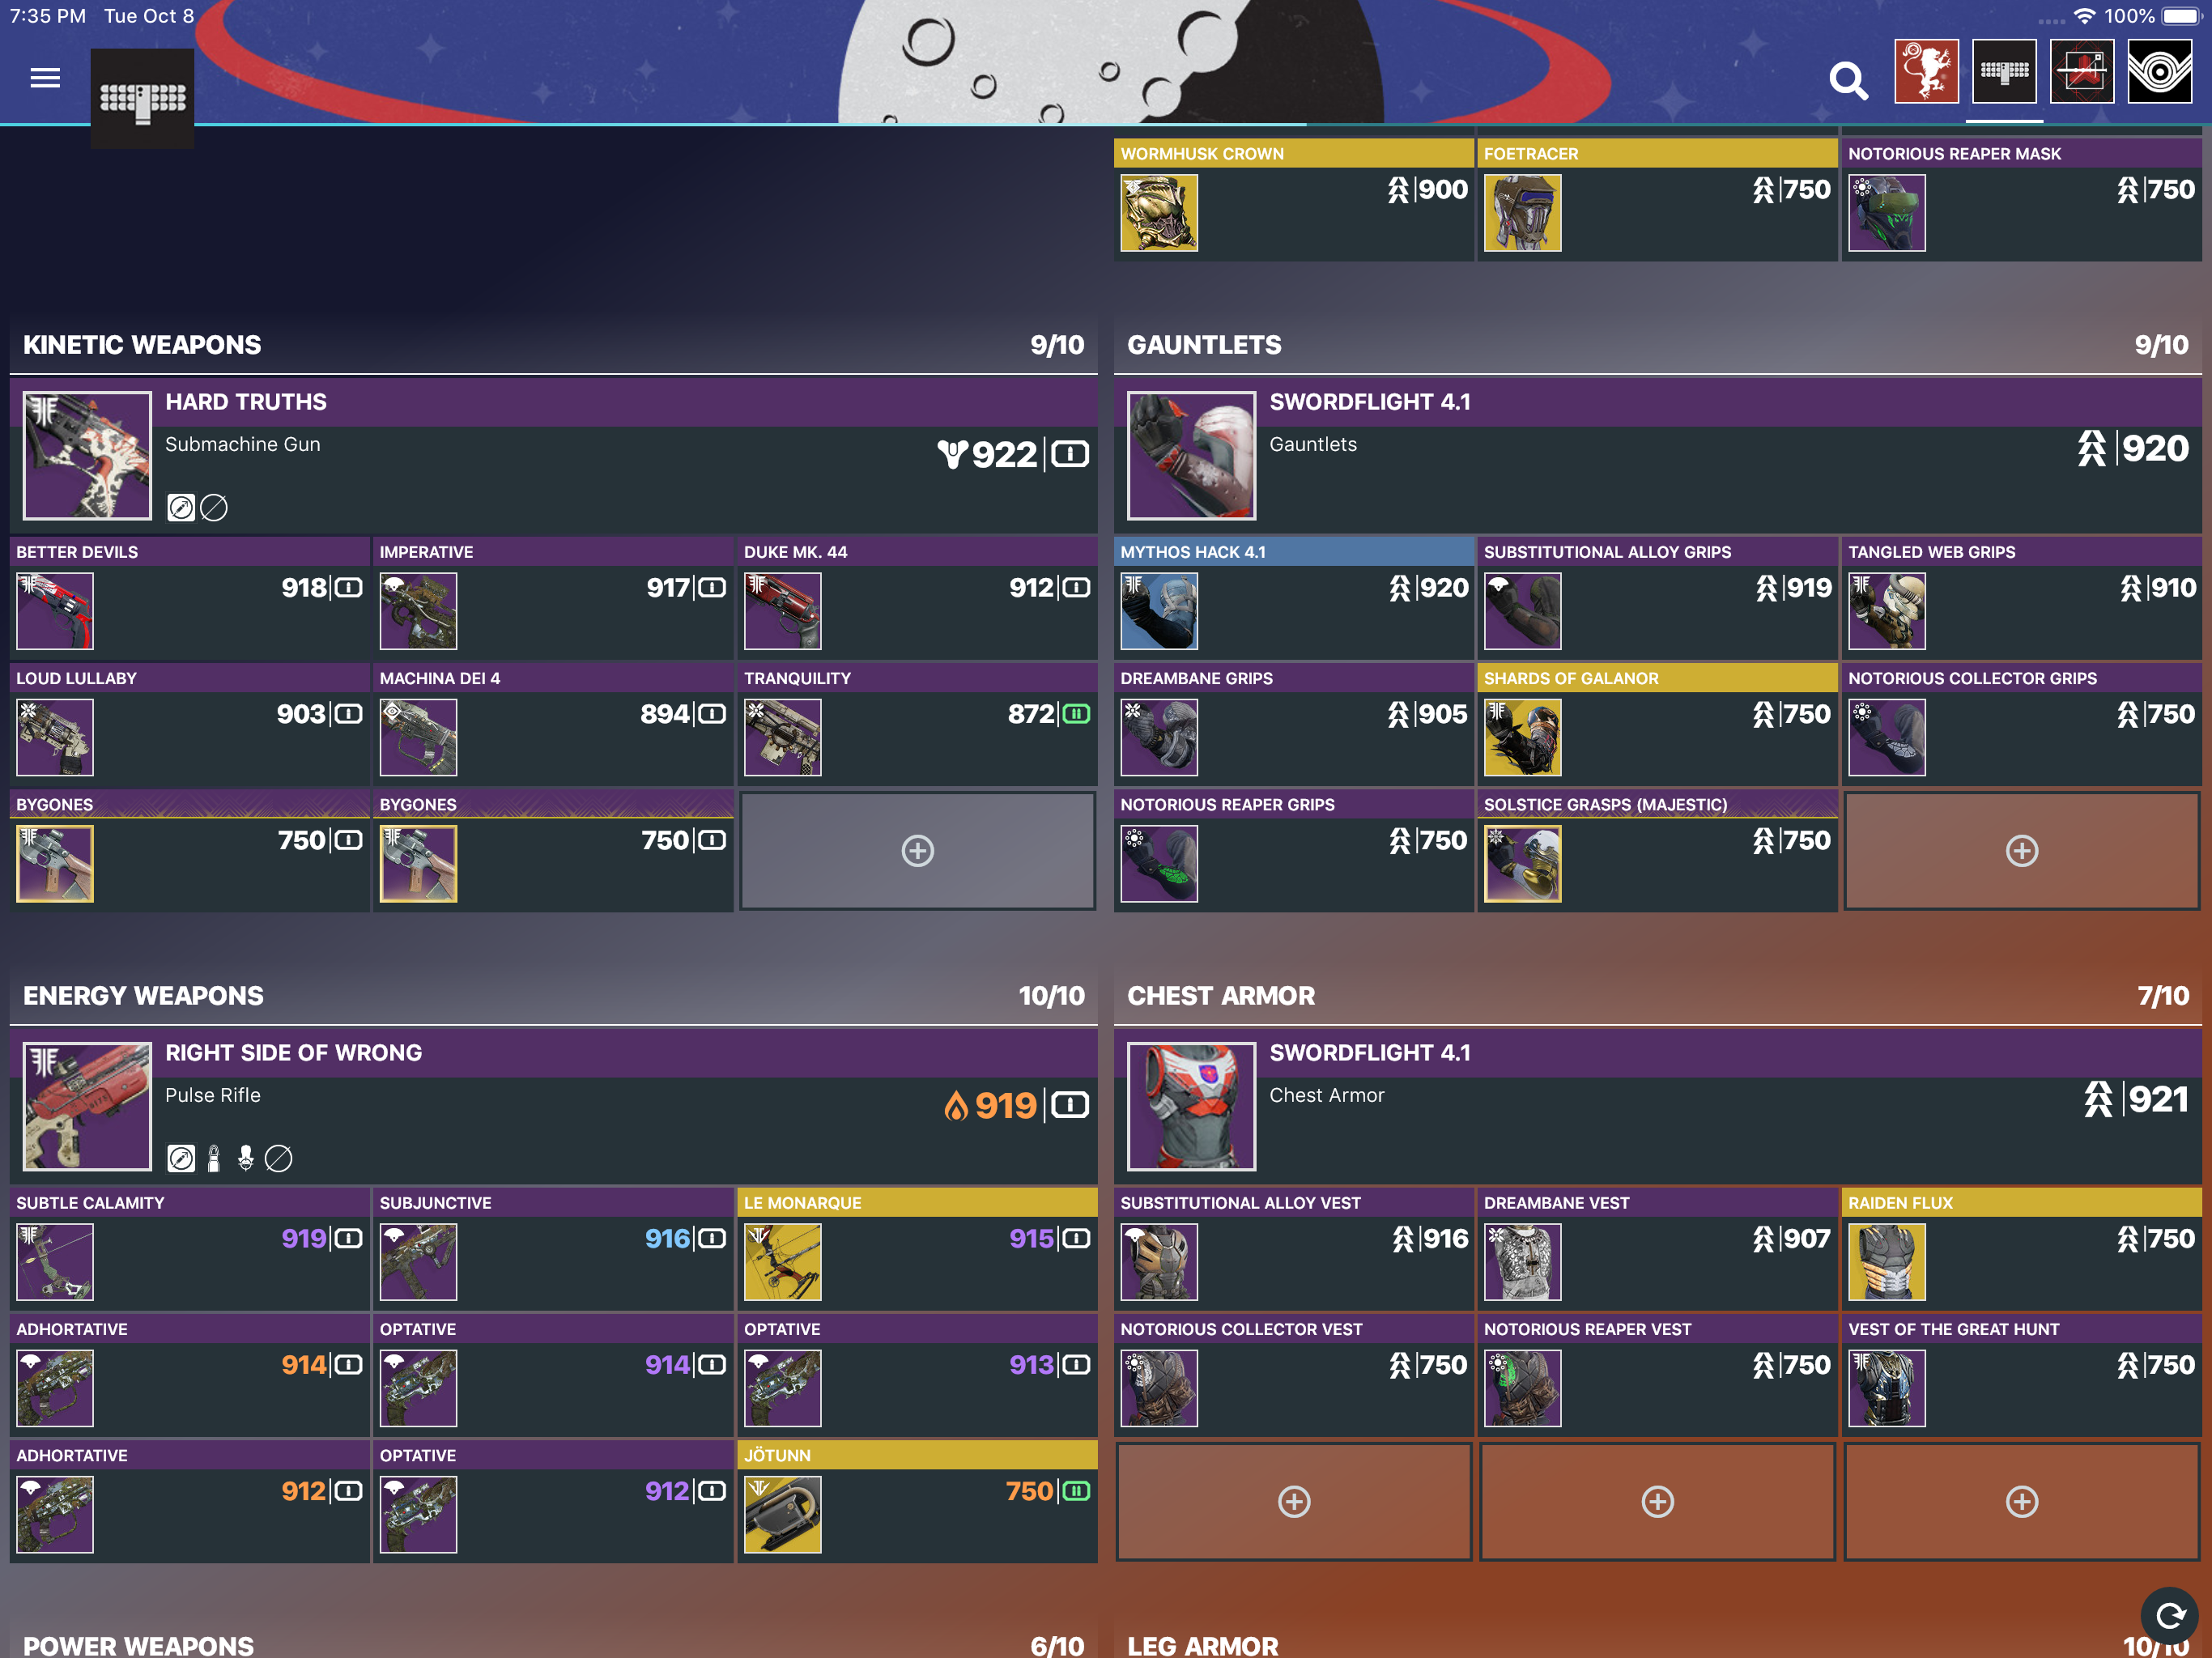 7:35 PM Tue Oct 8
100%
WORMHUSK CROWN
900
FOETRACER
750
NOTORIOUS REAPER MASK
750
KINETIC WEAPONS
9/10
HARD TRUTHS
Submachine Gun
922
BETTER DEVILS
918
IMPERATIVE
917
DUKE MK. 44
912
LOUD LULLABY
903
MACHINA DEI 4
894
TRANQUILITY
872
BYGONES
750
BYGONES
750
GAUNTLETS
9/10
SWORDFLIGHT 4.1
Gauntlets
920
MYTHOS HACK 4.1
920
SUBSTITUTIONAL ALLOY GRIPS
919
TANGLED WEB GRIPS
910
DREAMBANE GRIPS
905
SHARDS OF GALANOR
750
NOTORIOUS COLLECTOR GRIPS
750
NOTORIOUS REAPER GRIPS
750
SOLSTICE GRASPS (MAJESTIC)
750
ENERGY WEAPONS
10/10
RIGHT SIDE OF WRONG
Pulse Rifle
919
SUBTLE CALAMITY
919
SUBJUNCTIVE
916
LE MONARQUE
915
ADHORTATIVE
914
OPTATIVE
914
OPTATIVE
913
ADHORTATIVE
912
OPTATIVE
912
JÖTUNN
750
CHEST ARMOR
7/10
SWORDFLIGHT 4.1
Chest Armor
921
SUBSTITUTIONAL ALLOY VEST
916
DREAMBANE VEST
907
RAIDEN FLUX
750
NOTORIOUS COLLECTOR VEST
750
NOTORIOUS REAPER VEST
750
VEST OF THE GREAT HUNT
750
POWER WEAPONS
6/10
LEG ARMOR
10/10